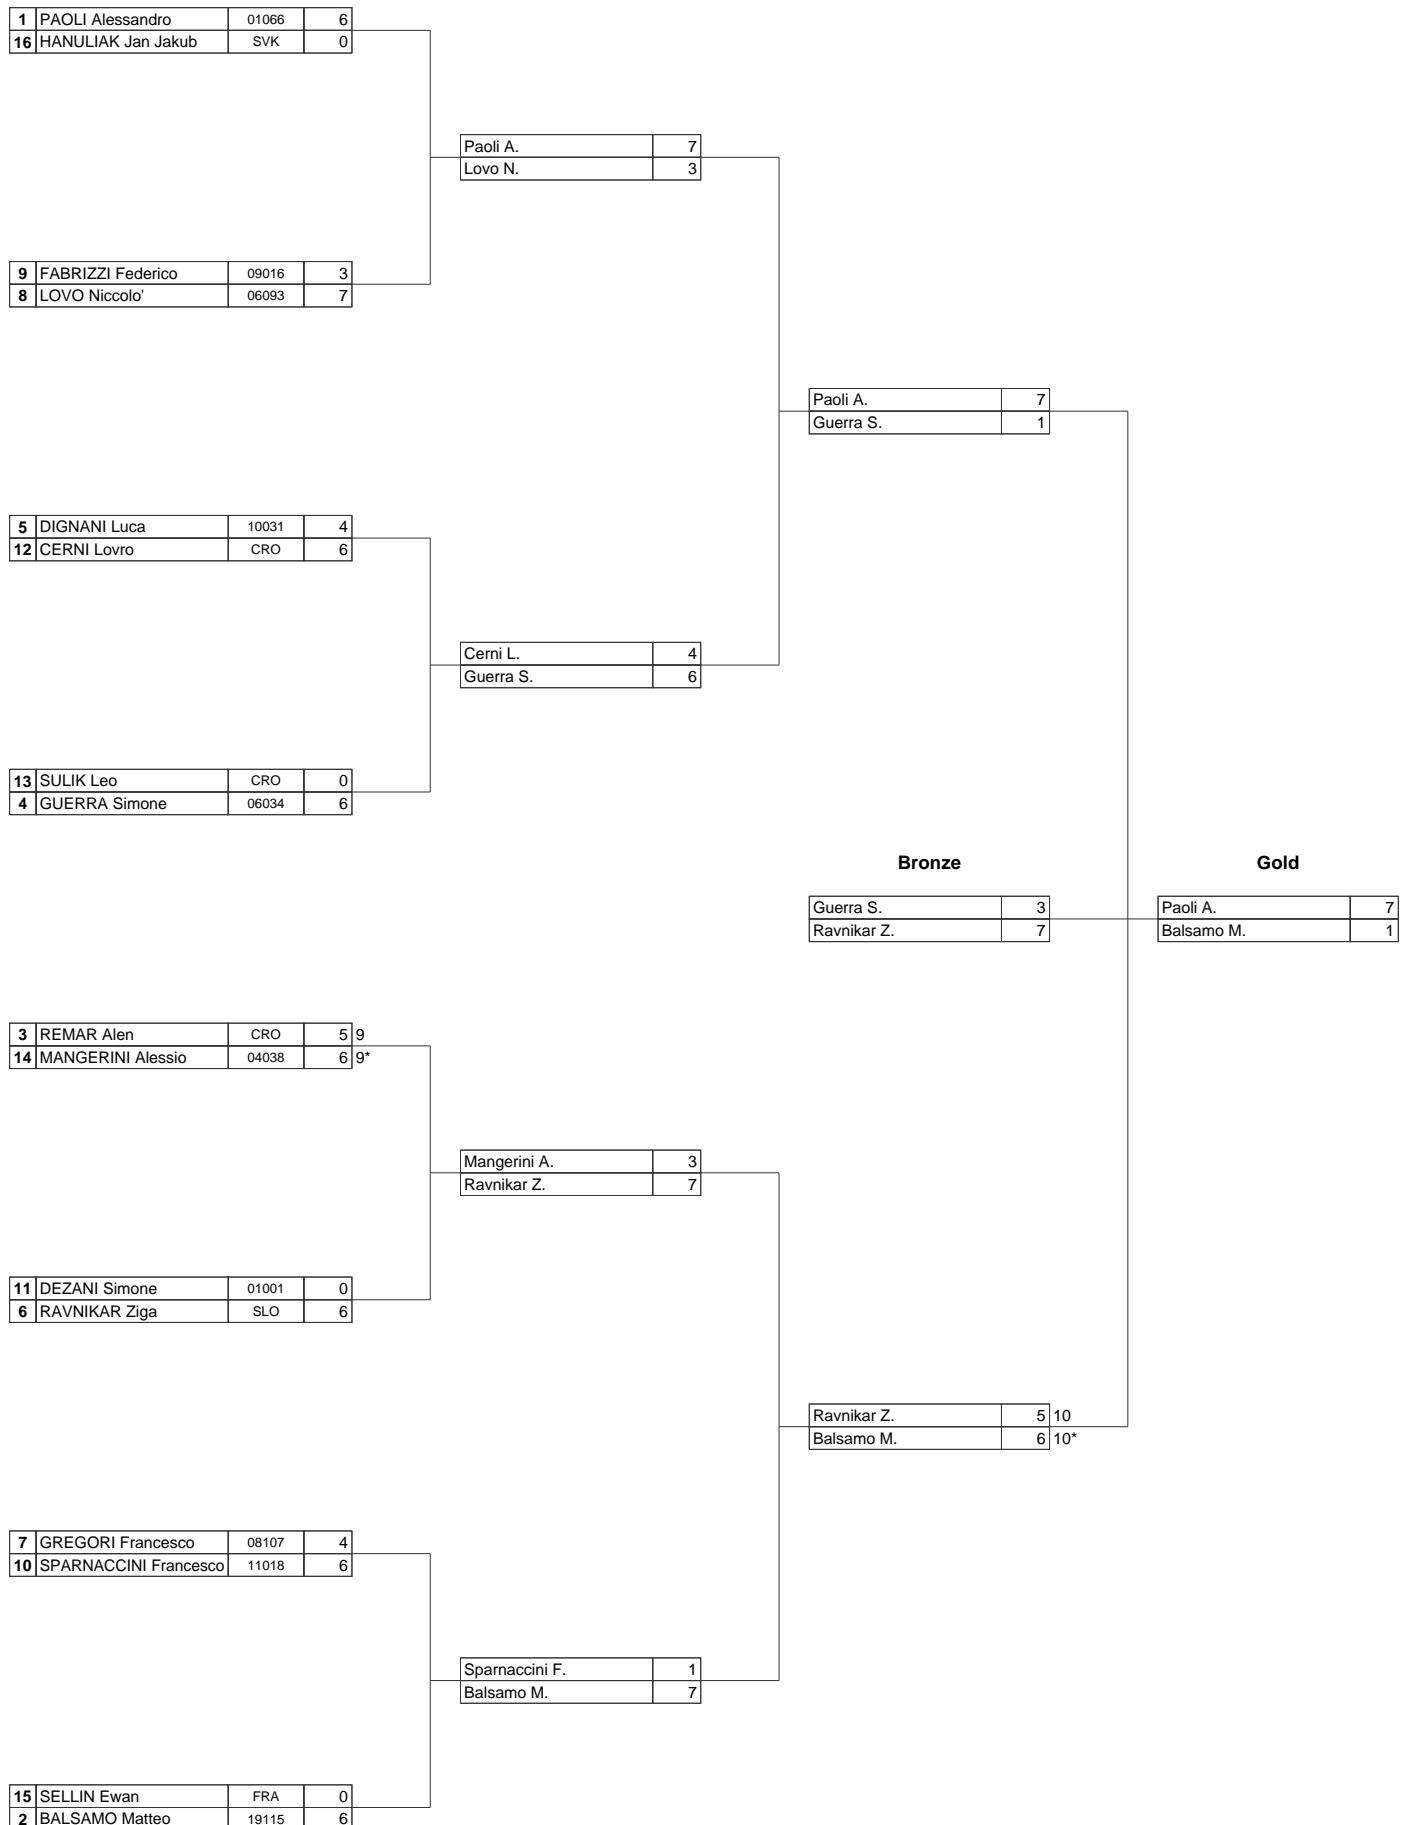 1 PAOLI Alessandro 01066 6
16 HANULIAK Jan Jakub SVK 0
Paoli A. 7
Lovo N. 3
9 FABRIZZI Federico 09016 3
8 LOVO Niccolo' 06093 7
Paoli A. 7
Guerra S. 1
5 DIGNANI Luca 10031 4
12 CERNI Lovro CRO 6
Cerni L. 4
Guerra S. 6
13 SULIK Leo CRO 0
4 GUERRA Simone 06034 6
Bronze Gold
Guerra S. 3 Paoli A. 7
Ravnikar Z. 7 Balsamo M. 1
3 REMAR Alen CRO 5 9
14 MANGERINI Alessio 04038 6 9*
Mangerini A. 3
Ravnikar Z. 7
11 DEZANI Simone 01001 0
6 RAVNIKAR Ziga SLO 6
Ravnikar Z. 5 10
Balsamo M. 6 10*
7 GREGORI Francesco 08107 4
10 SPARNACCINI Francesco 11018 6
Sparnaccini F. 1
Balsamo M. 7
15 SELLIN Ewan FRA 0
2 BALSAMO Matteo 19115 6